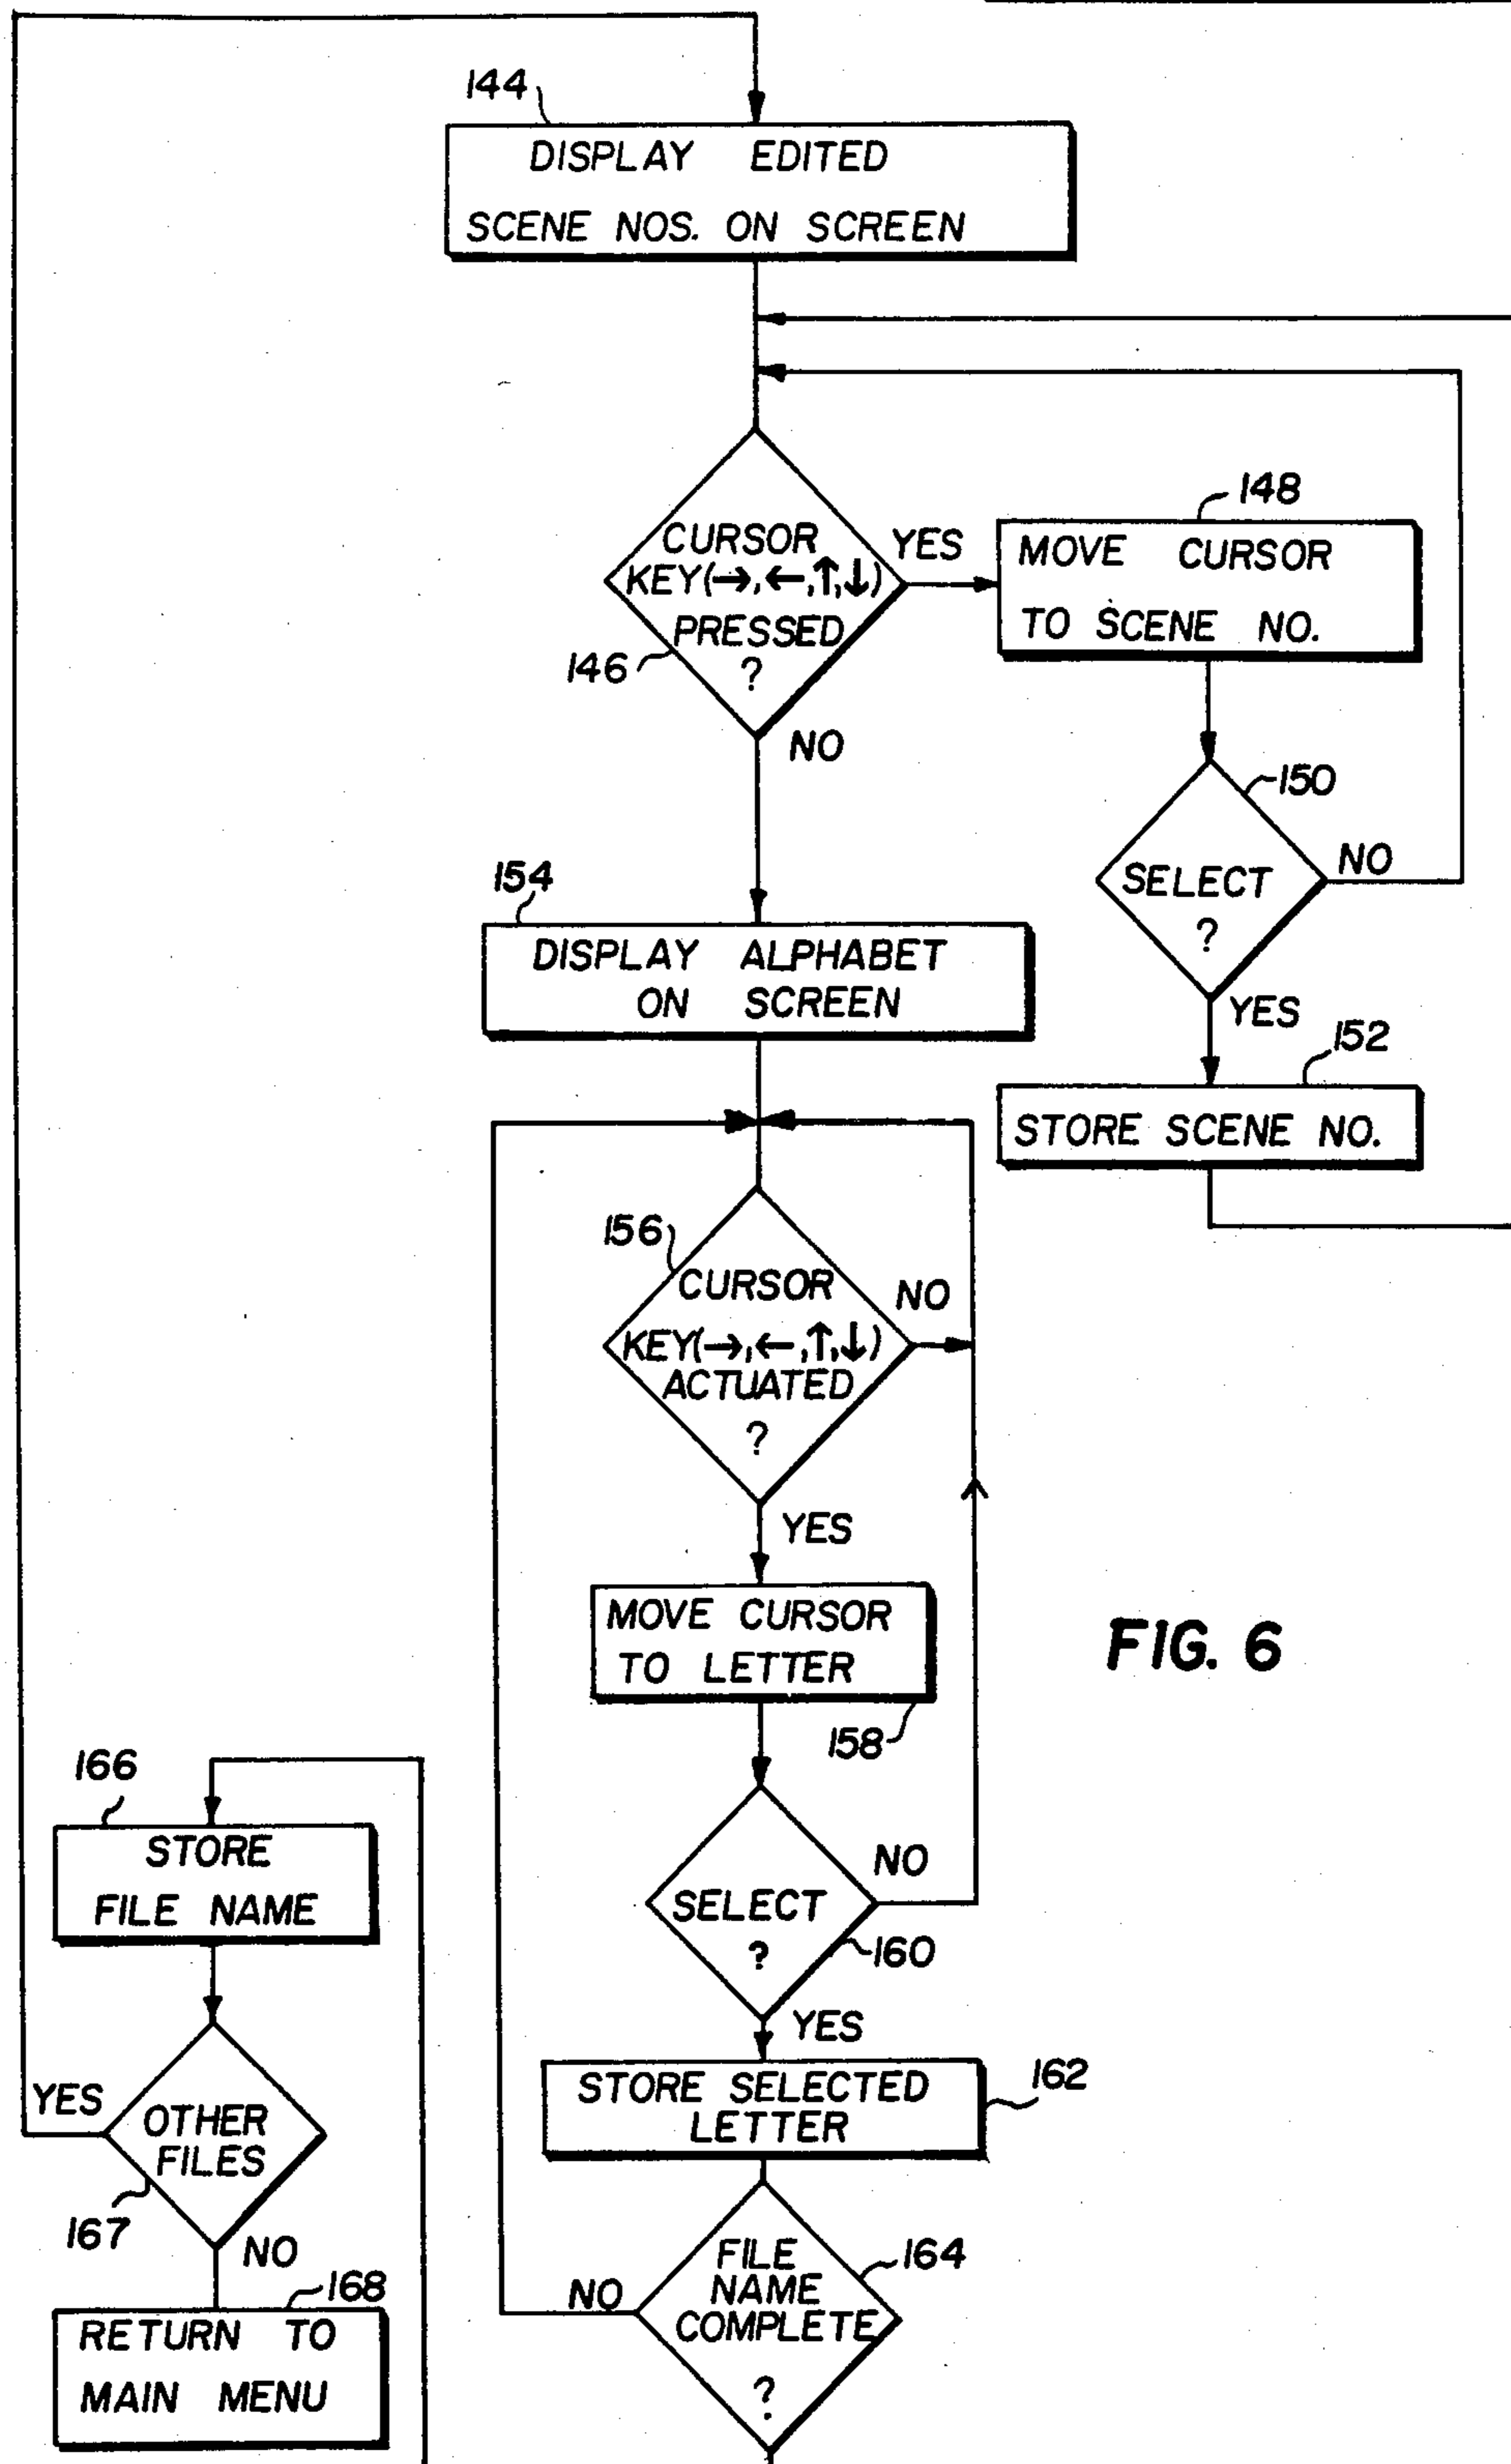 144
DISPLAY EDITED
SCENE NOS. ON SCREEN
CURSOR
KEY(→,←,↑,↓)
PRESSED
?
146
YES
NO
148
MOVE CURSOR
TO SCENE NO.
150
SELECT
?
NO
YES
152
STORE SCENE NO.
154
DISPLAY ALPHABET
ON SCREEN
156
CURSOR
KEY(→,←,↑,↓)
ACTUATED
?
NO
YES
MOVE CURSOR
TO LETTER
158
SELECT
?
NO
160
YES
STORE SELECTED
LETTER
162
FILE
NAME
COMPLETE
?
164
NO
166
STORE
FILE NAME
OTHER
FILES
YES
167
NO
168
RETURN TO
MAIN MENU
FIG. 6